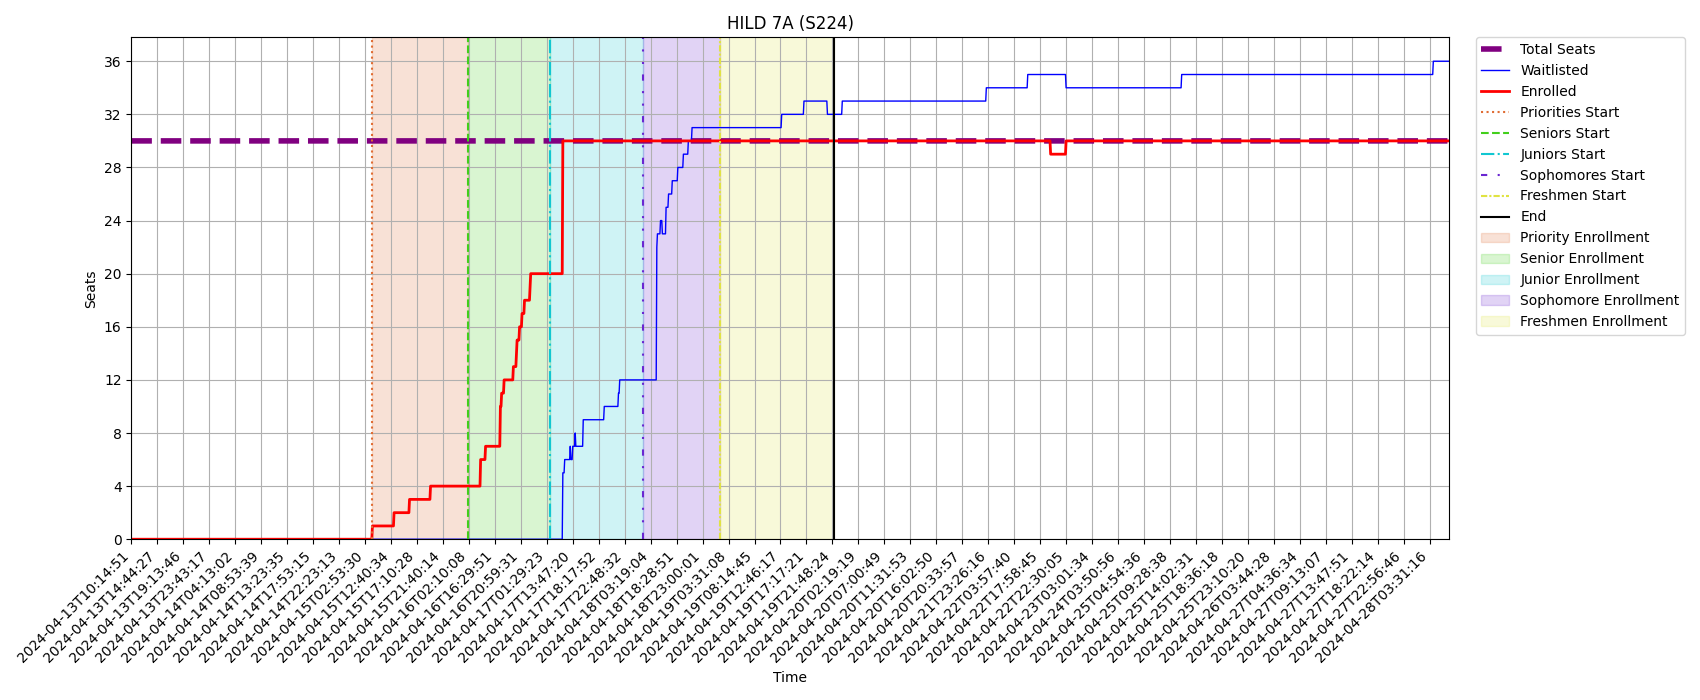 HILD 7A (S224)
36
32
28
24
20
16
12
8
4
0
Seats
2024-04-13T10:14:51
2024-04-13T14:44:27
2024-04-13T19:13:46
2024-04-13T23:43:17
2024-04-14T04:13:02
2024-04-14T08:53:39
2024-04-14T13:23:35
2024-04-14T17:53:15
2024-04-14T22:23:13
2024-04-15T02:53:30
2024-04-15T12:40:34
2024-04-15T17:10:28
2024-04-15T21:40:14
2024-04-16T02:10:08
2024-04-16T16:29:51
2024-04-16T20:59:31
2024-04-17T01:29:23
2024-04-17T13:47:20
2024-04-17T18:17:52
2024-04-17T22:48:32
2024-04-18T03:19:04
2024-04-18T18:28:51
2024-04-18T23:00:01
2024-04-19T03:31:08
2024-04-19T08:14:45
2024-04-19T12:46:17
2024-04-19T17:17:21
2024-04-19T21:48:24
2024-04-20T02:19:19
2024-04-20T07:00:49
2024-04-20T11:31:53
2024-04-20T16:02:50
2024-04-20T20:33:57
2024-04-21T23:26:16
2024-04-22T03:57:40
2024-04-22T17:58:45
2024-04-22T22:30:05
2024-04-23T03:01:34
2024-04-24T03:50:56
2024-04-25T04:54:36
2024-04-25T09:28:38
2024-04-25T14:02:31
2024-04-25T18:36:18
2024-04-25T23:10:20
2024-04-26T03:44:28
2024-04-27T04:36:34
2024-04-27T09:13:07
2024-04-27T13:47:51
2024-04-27T18:22:14
2024-04-27T22:56:46
2024-04-28T03:31:16
Time
Total Seats
Waitlisted
Enrolled
Priorities Start
Seniors Start
Juniors Start
Sophomores Start
Freshmen Start
End
Priority Enrollment
Senior Enrollment
Junior Enrollment
Sophomore Enrollment
Freshmen Enrollment